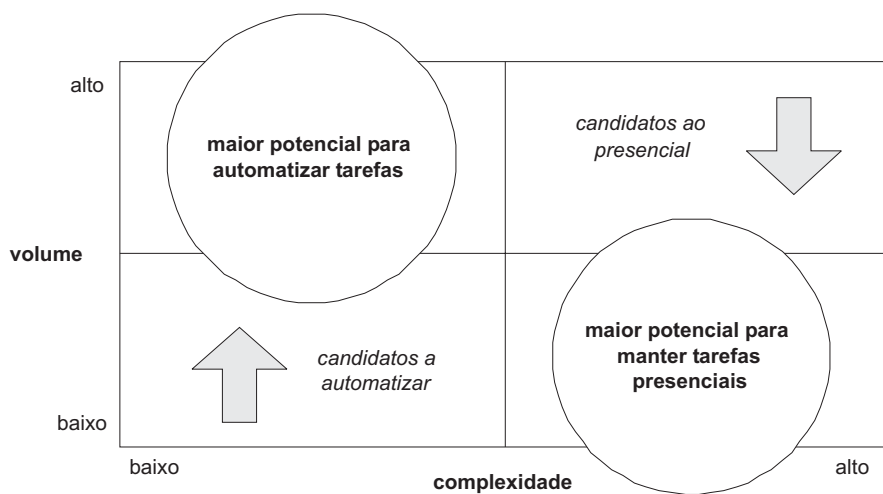 alto
maior potencial para
automatizar tarefas
candidatos ao
presencial
volume
maior potencial para
manter tarefas
presenciais
candidatos a
automatizar
baixo
baixo
complexidade
alto